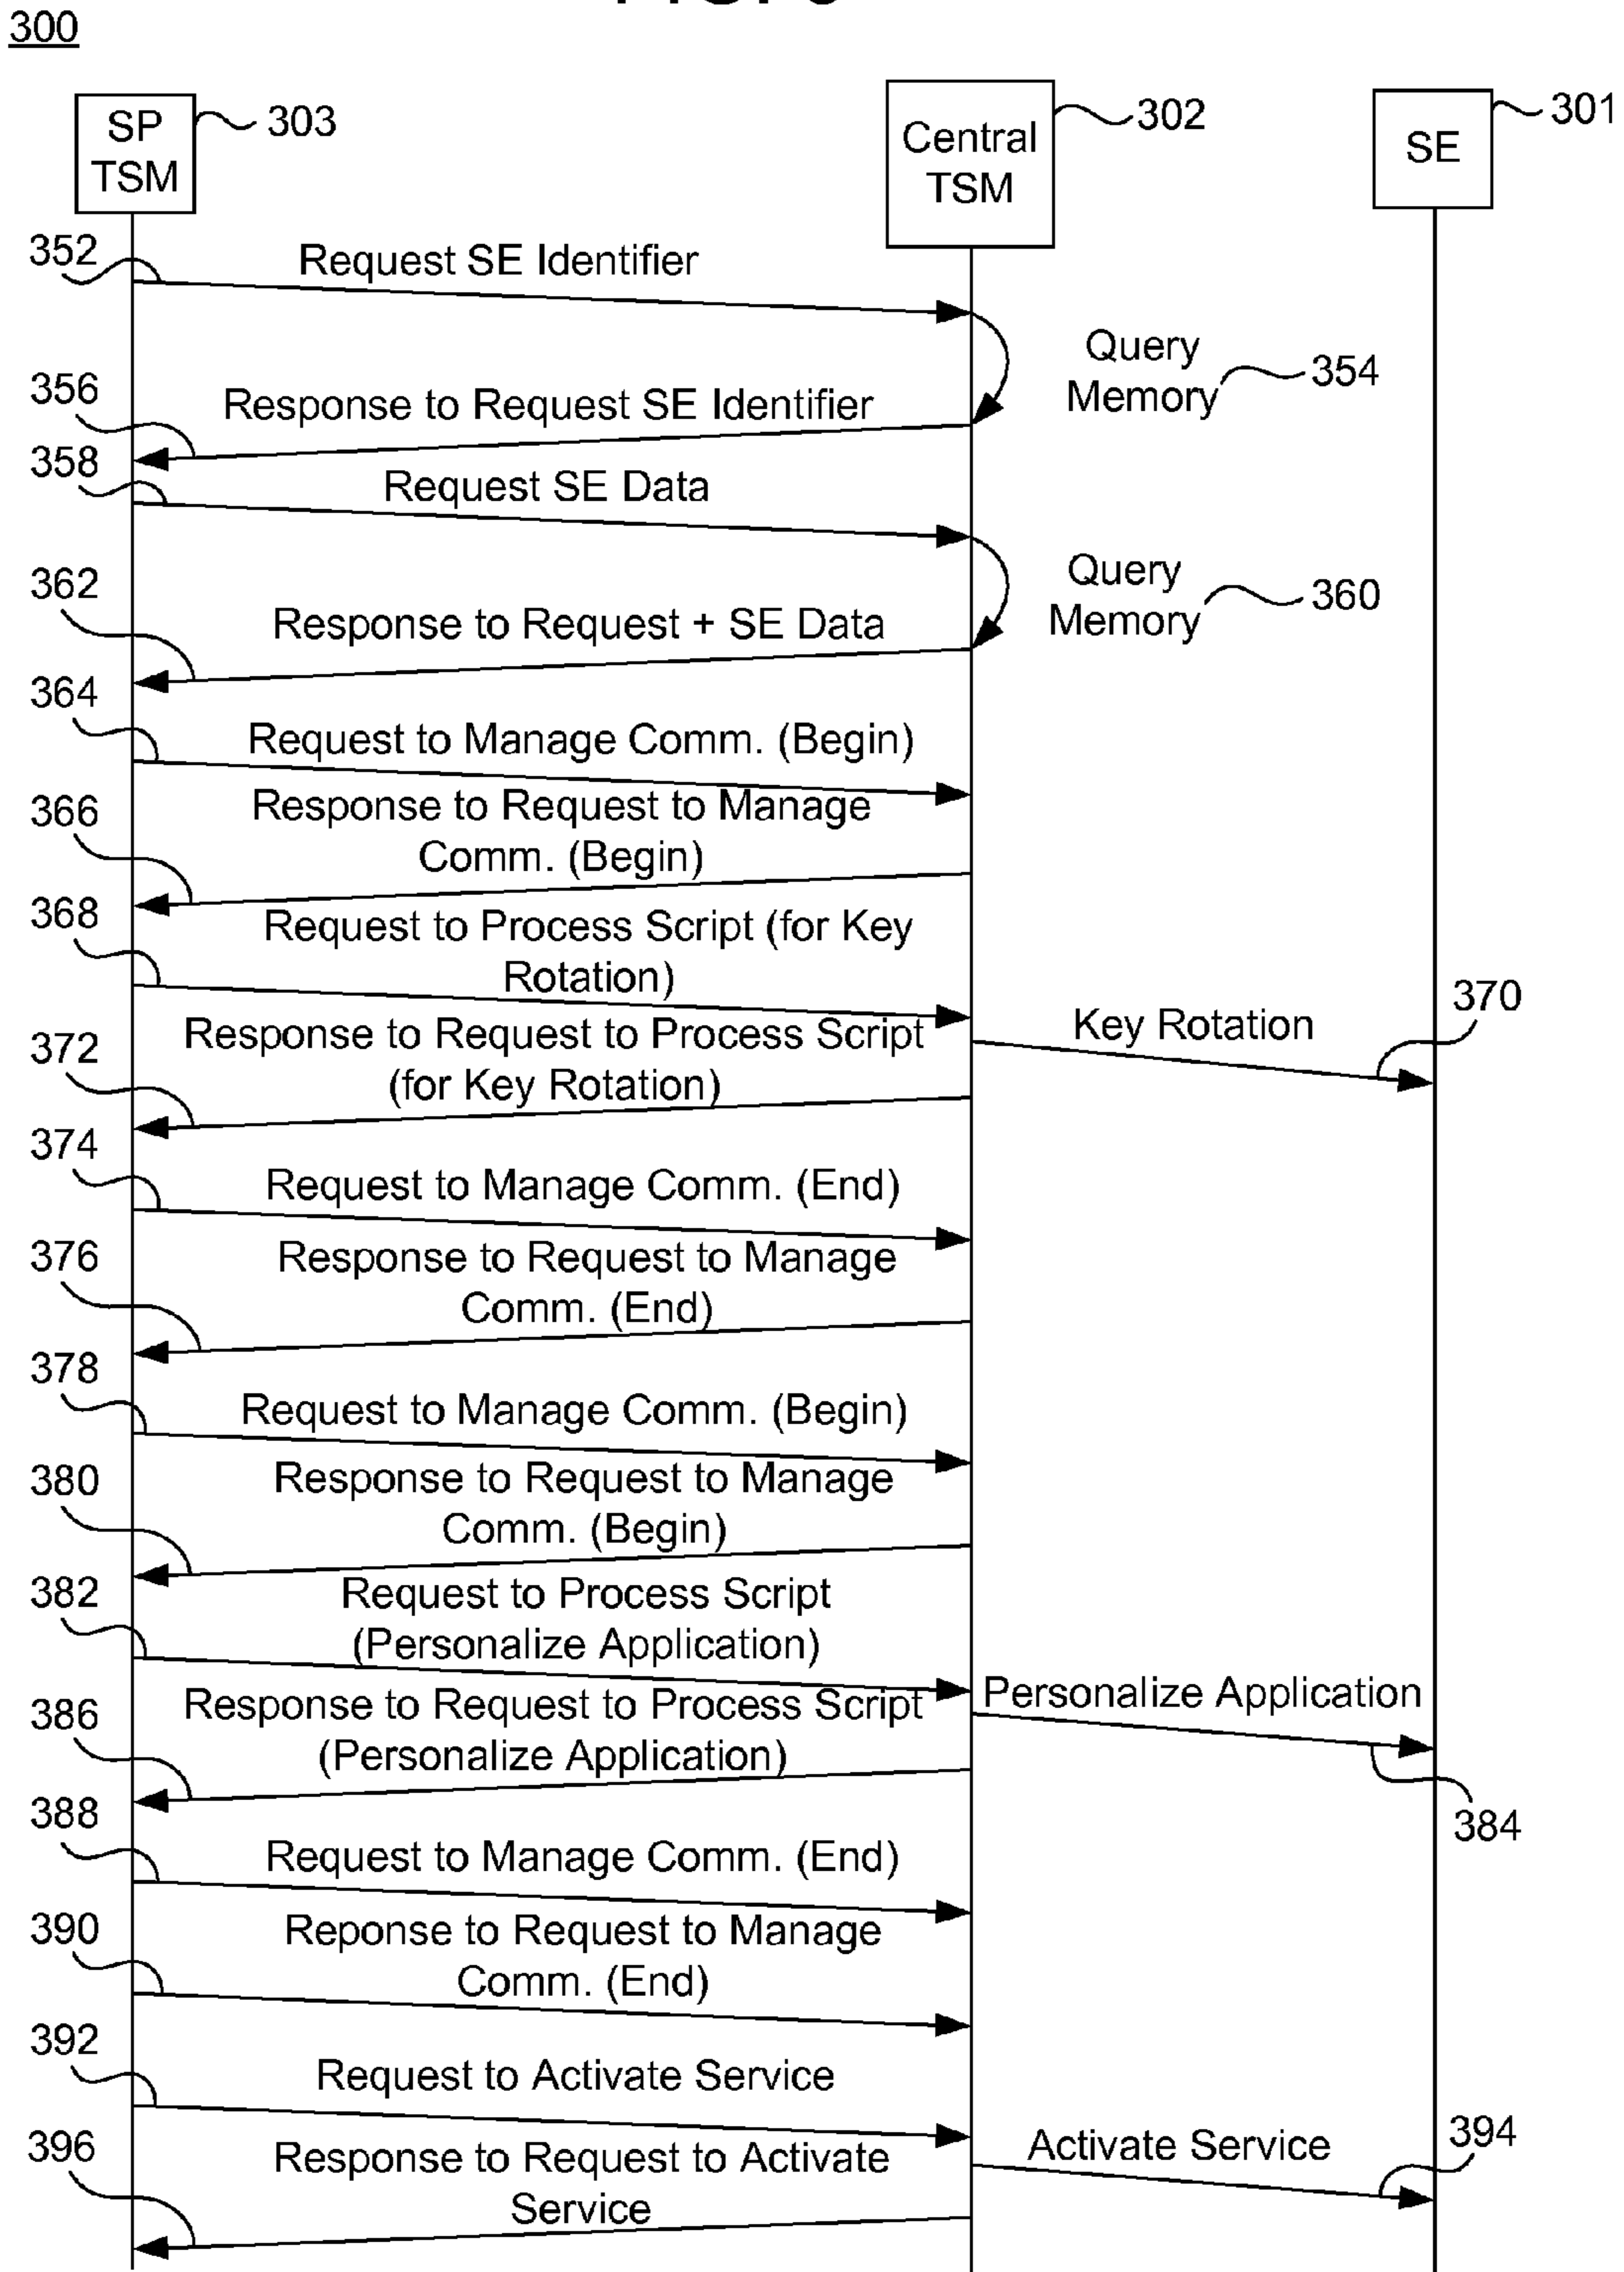 300
SP
TSM
303
Central
TSM
302
SE
301
352
Request SE Identifier
Query
Memory
354
356
Response to Request SE Identifier
358
Request SE Data
Query
Memory
360
362
Response to Request + SE Data
364
Request to Manage Comm. (Begin)
366
Response to Request to Manage
Comm. (Begin)
368
Request to Process Script (for Key
Rotation)
370
Key Rotation
372
Response to Request to Process Script
(for Key Rotation)
374
Request to Manage Comm. (End)
376
Response to Request to Manage
Comm. (End)
378
Request to Manage Comm. (Begin)
380
Response to Request to Manage
Comm. (Begin)
382
Request to Process Script
(Personalize Application)
Personalize Application
384
386
Response to Request to Process Script
(Personalize Application)
388
Request to Manage Comm. (End)
390
Reponse to Request to Manage
Comm. (End)
392
Request to Activate Service
Activate Service
394
396
Response to Request to Activate
Service